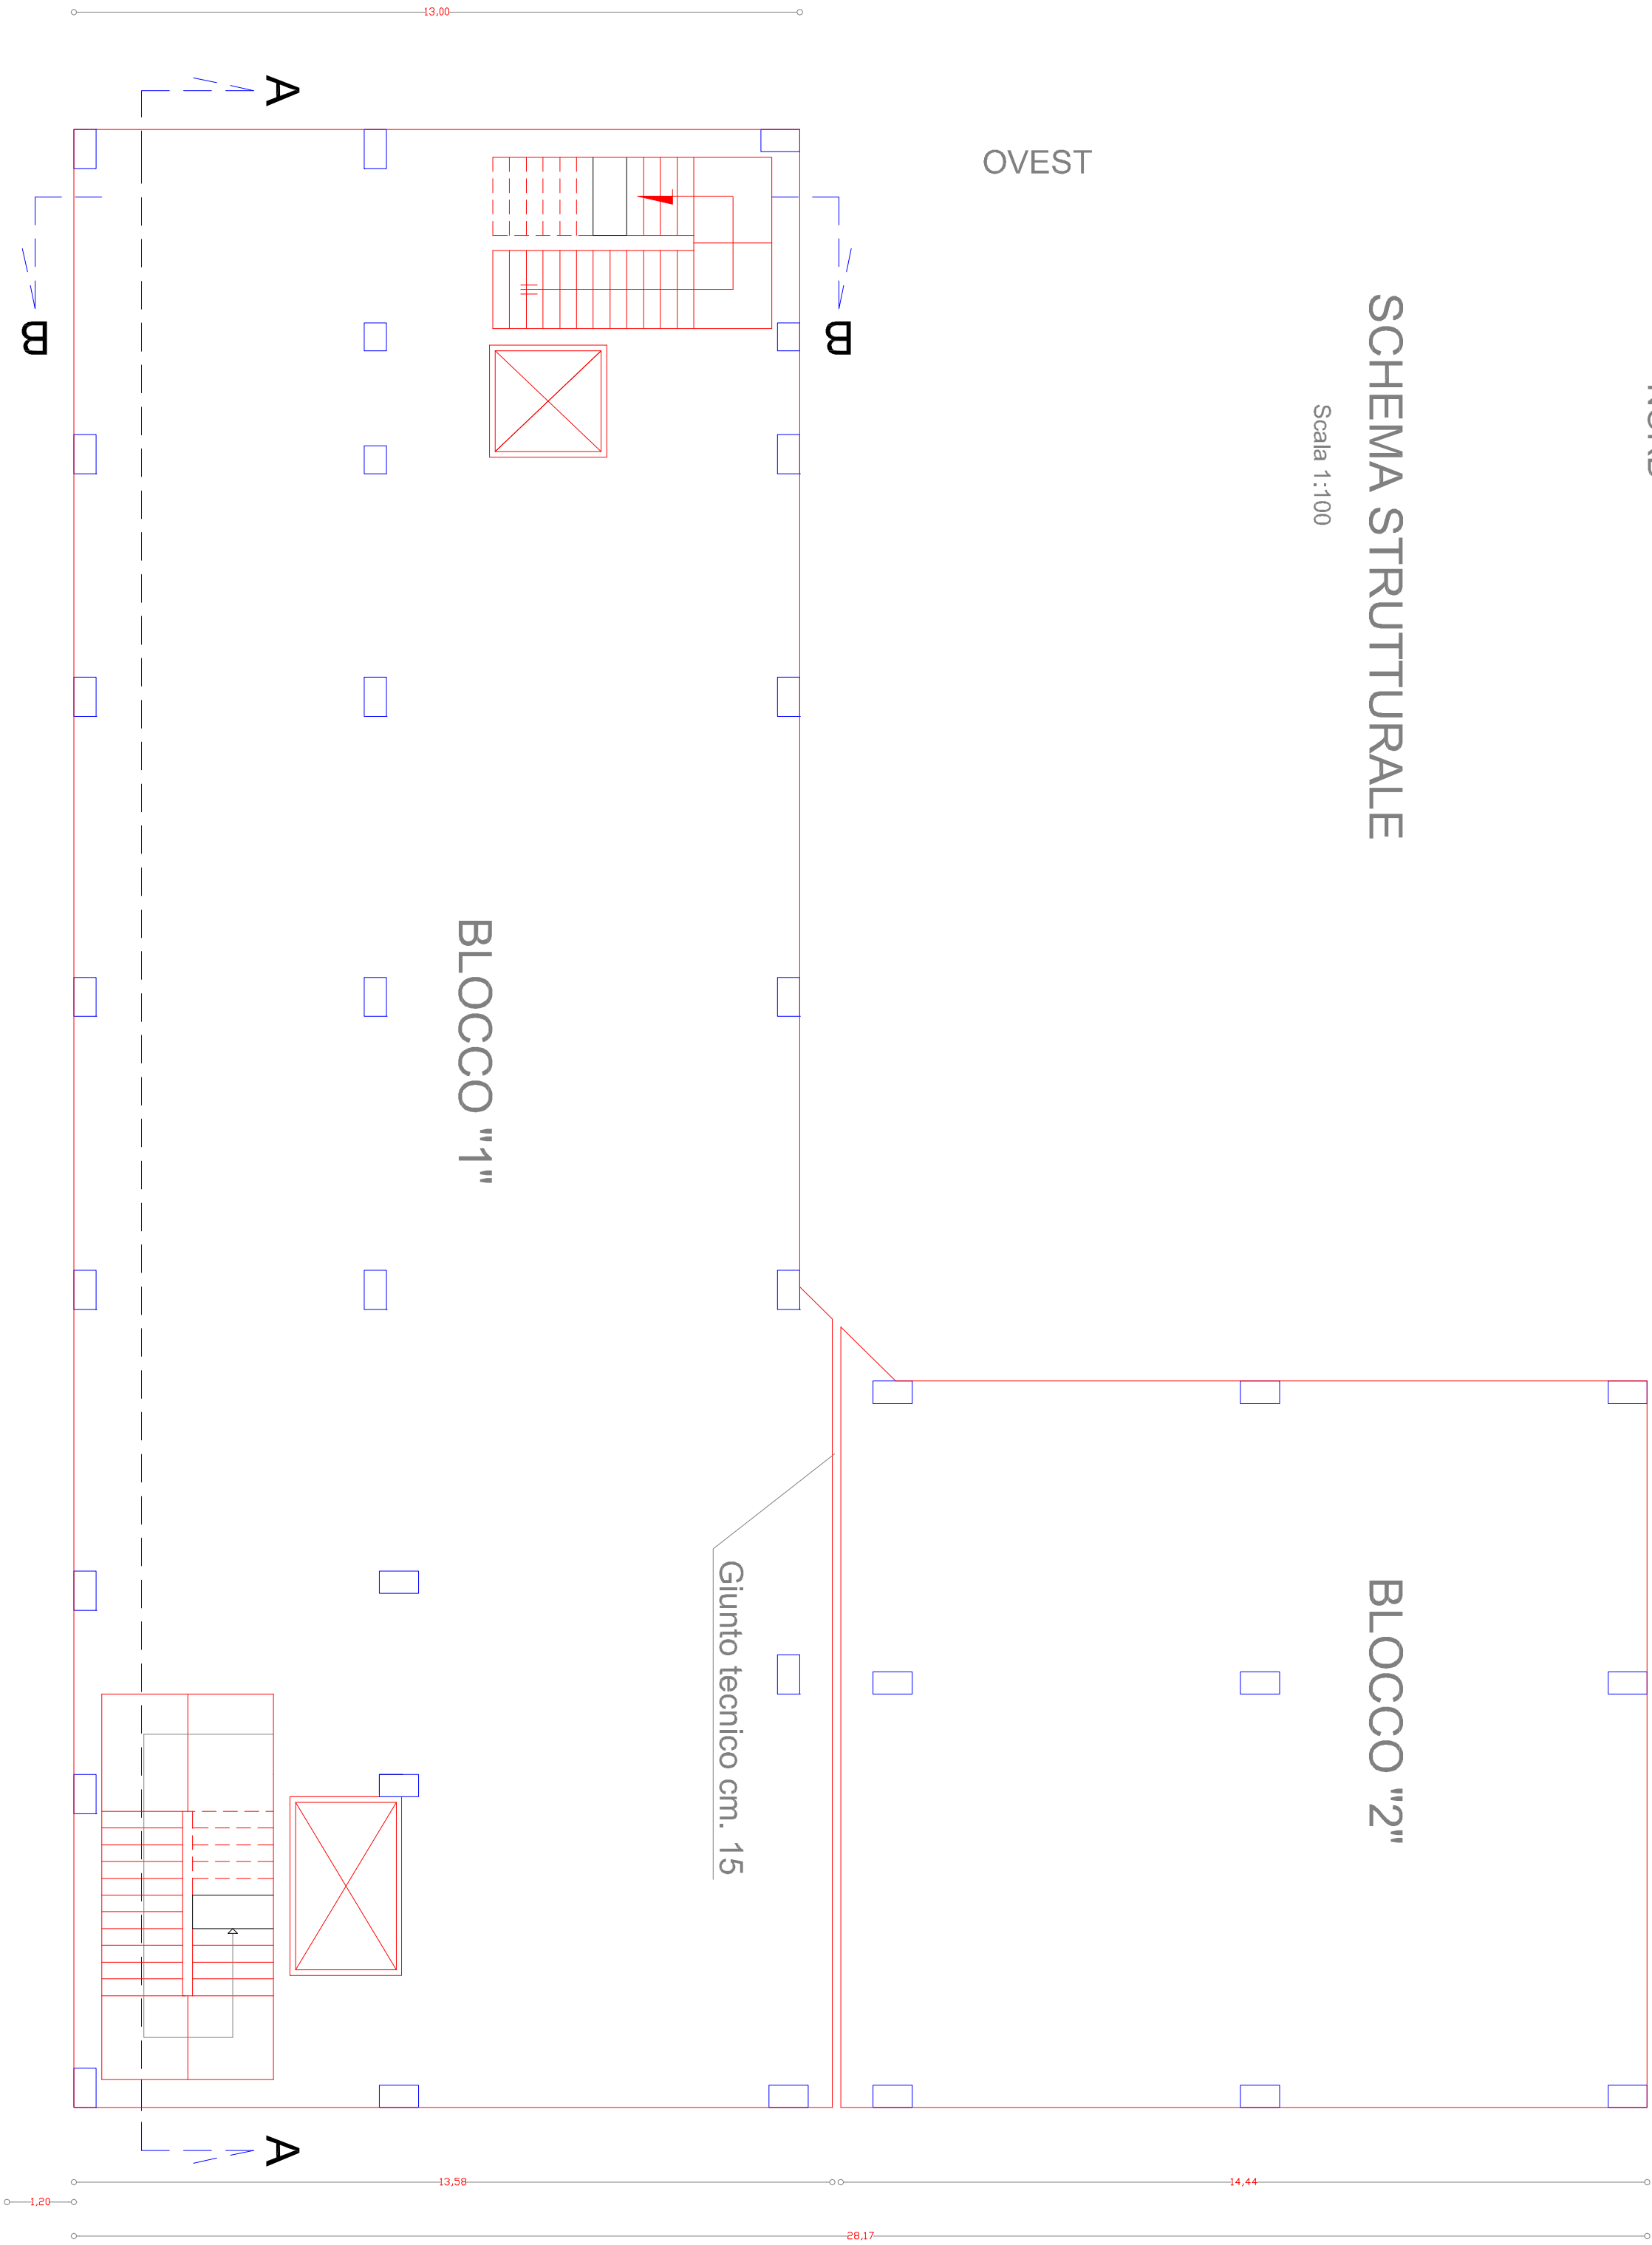 13,00
A
OVEST
B
B
SCHEMA STRUTTURALE
Scala 1:100
BLOCCO "1"
Giunto tecnico cm. 15
BLOCCO "2"
A
13,58
14,44
1,20
28,17